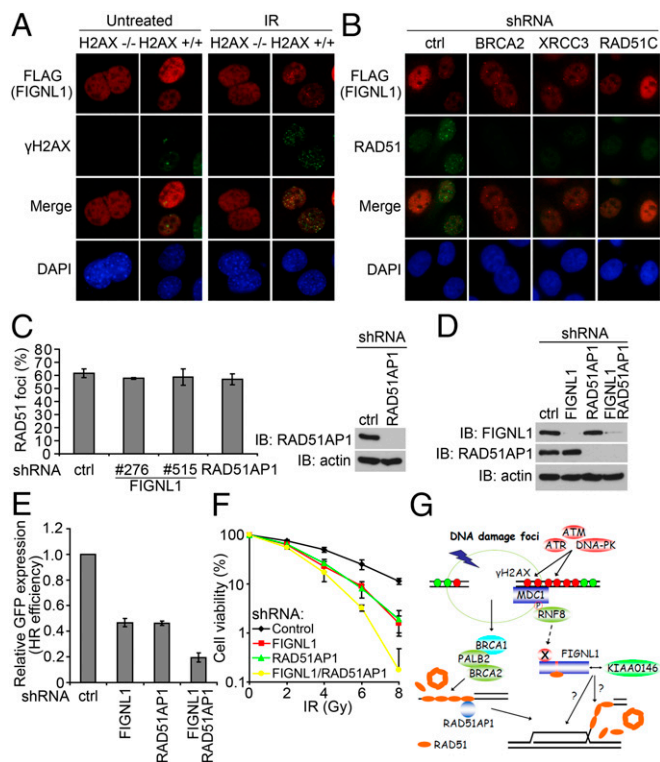 A
Untreated IR
H2AX -/- H2AX +/+ H2AX -/- H2AX +/+
FLAG
(FIGNL1)
γH2AX
Merge
DAPI
B
shRNA
ctrl BRCA2 XRCC3 RAD51C
FLAG
(FIGNL1)
RAD51
Merge
DAPI
C
RAD51 foci (%)
80
70
60
50
40
30
20
10
0
shRNA ctrl #276 #515 RAD51AP1
FIGNL1
shRNA
ctrl
RAD51AP1
IB: RAD51AP1
IB: actin
D
shRNA
ctrl
FIGNL1
RAD51AP1
FIGNL1
RAD51AP1
IB: FIGNL1
IB: RAD51AP1
IB: actin
E
Relative GFP expression
(HR efficiency)
1.2
1.0
0.8
0.6
0.4
0.2
0
shRNA
ctrl
FIGNL1
RAD51AP1
FIGNL1
RAD51AP1
F
Cell viability (%)
100
10
1
0.1
shRNA:
Control
FIGNL1
RAD51AP1
FIGNL1/RAD51AP1
0 2 4 6 8
IR (Gy)
G
DNA damage foci
ATM
ATR
DNA-PK
γH2AX
MDC1
P
RNF8
BRCA1
PALB2
BRCA2
X
FIGNL1
KIAA0146
? ?
RAD51AP1
RAD51